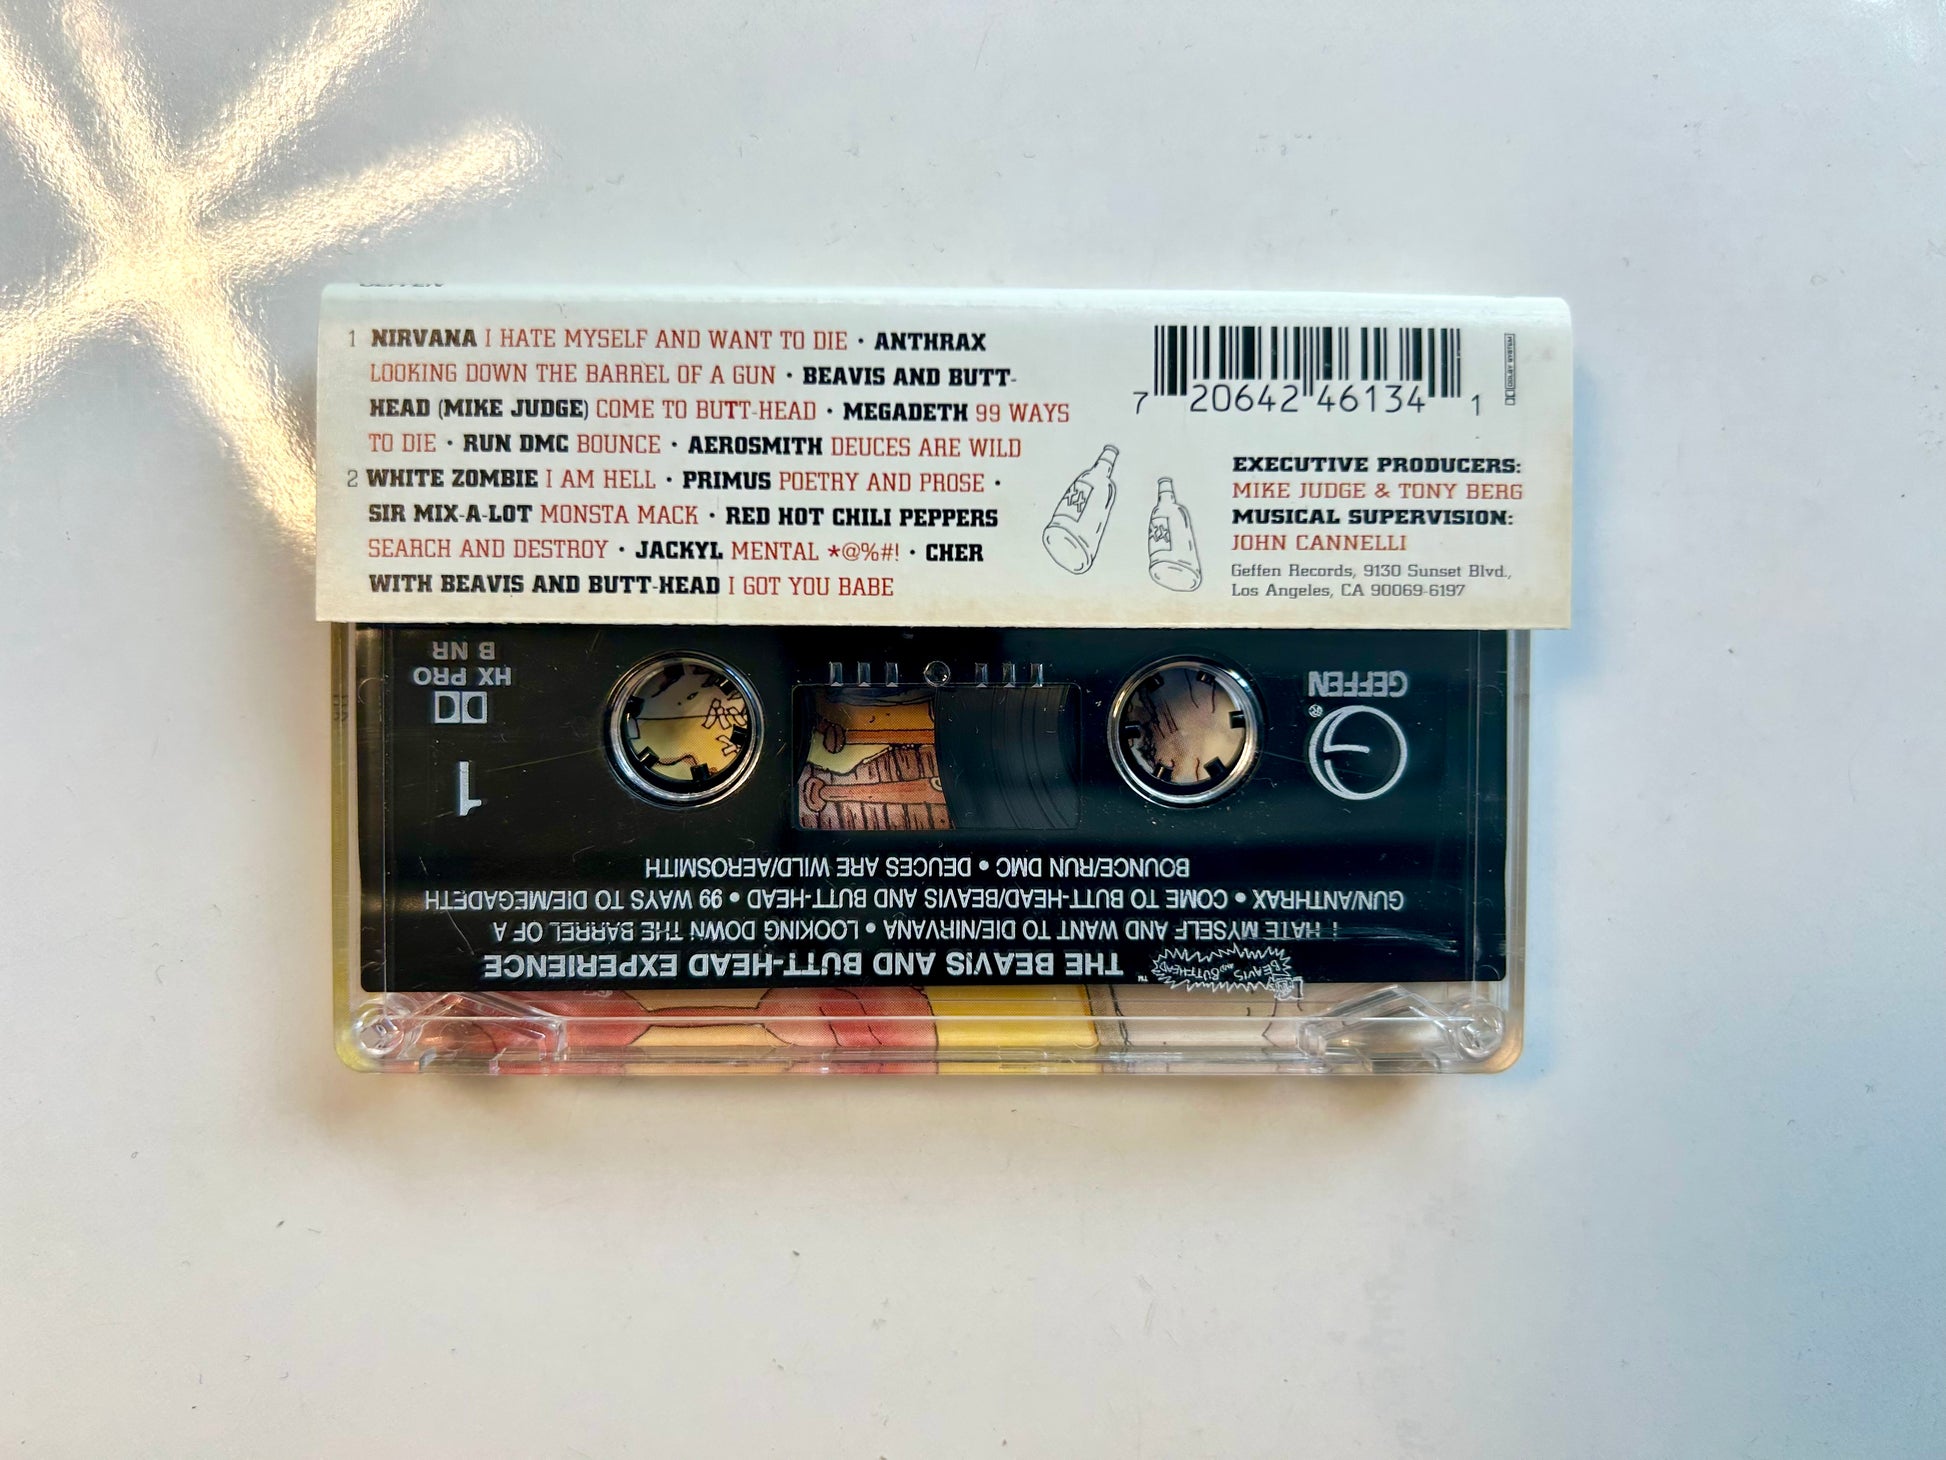 1 NIRVANA I HATE MYSELF AND WANT TO DIE · ANTHRAX
LOOKING DOWN THE BARREL OF A GUN · BEAVIS AND BUTT-
HEAD (MIKE JUDGE) COME TO BUTT-HEAD · MEGADETH 99 WAYS
TO DIE · RUN DMC BOUNCE · AEROSMITH DEUCES ARE WILD
2 WHITE ZOMBIE I AM HELL · PRIMUS POETRY AND PROSE ·
SIR MIX-A-LOT MONSTA MACK · RED HOT CHILI PEPPERS
SEARCH AND DESTROY · JACKYL MENTAL *@%#! · CHER
WITH BEAVIS AND BUTT-HEAD I GOT YOU BABE
7 20642 46134 1
DOLBY SYSTEM
EXECUTIVE PRODUCERS:
MIKE JUDGE & TONY BERG
MUSICAL SUPERVISION:
JOHN CANNELLI
Geffen Records, 9130 Sunset Blvd.,
Los Angeles, CA 90069-6197
BEAVIS AND BUTT-HEAD
THE BEAVIS AND BUTT-HEAD EXPERIENCE
I HATE MYSELF AND WANT TO DIE/NIRVANA • LOOKING DOWN THE BARREL OF A
GUN/ANTHRAX • COME TO BUTT-HEAD/BEAVIS AND BUTT-HEAD • 99 WAYS TO DIE/MEGADETH
BOUNCE/RUN DMC • DEUCES ARE WILD/AEROSMITH
1
GEFFEN
®
HX PRO
B NR